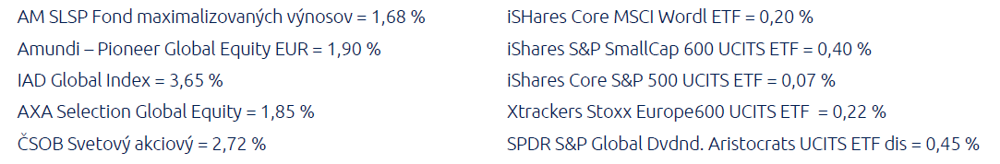 AM SLSP Fond maximalizovaných výnosov = 1,68 %
Amundi – Pioneer Global Equity EUR = 1,90 %
IAD Global Index = 3,65 %
AXA Selection Global Equity = 1,85 %
ČSOB Svetový akciový = 2,72 %
iSHares Core MSCI Wordl ETF = 0,20 %
iShares S&P SmallCap 600 UCITS ETF = 0,40 %
iShares Core S&P 500 UCITS ETF = 0,07 %
Xtrackers Stoxx Europe600 UCITS ETF = 0,22 %
SPDR S&P Global Dvdnd. Aristocrats UCITS ETF dis = 0,45 %